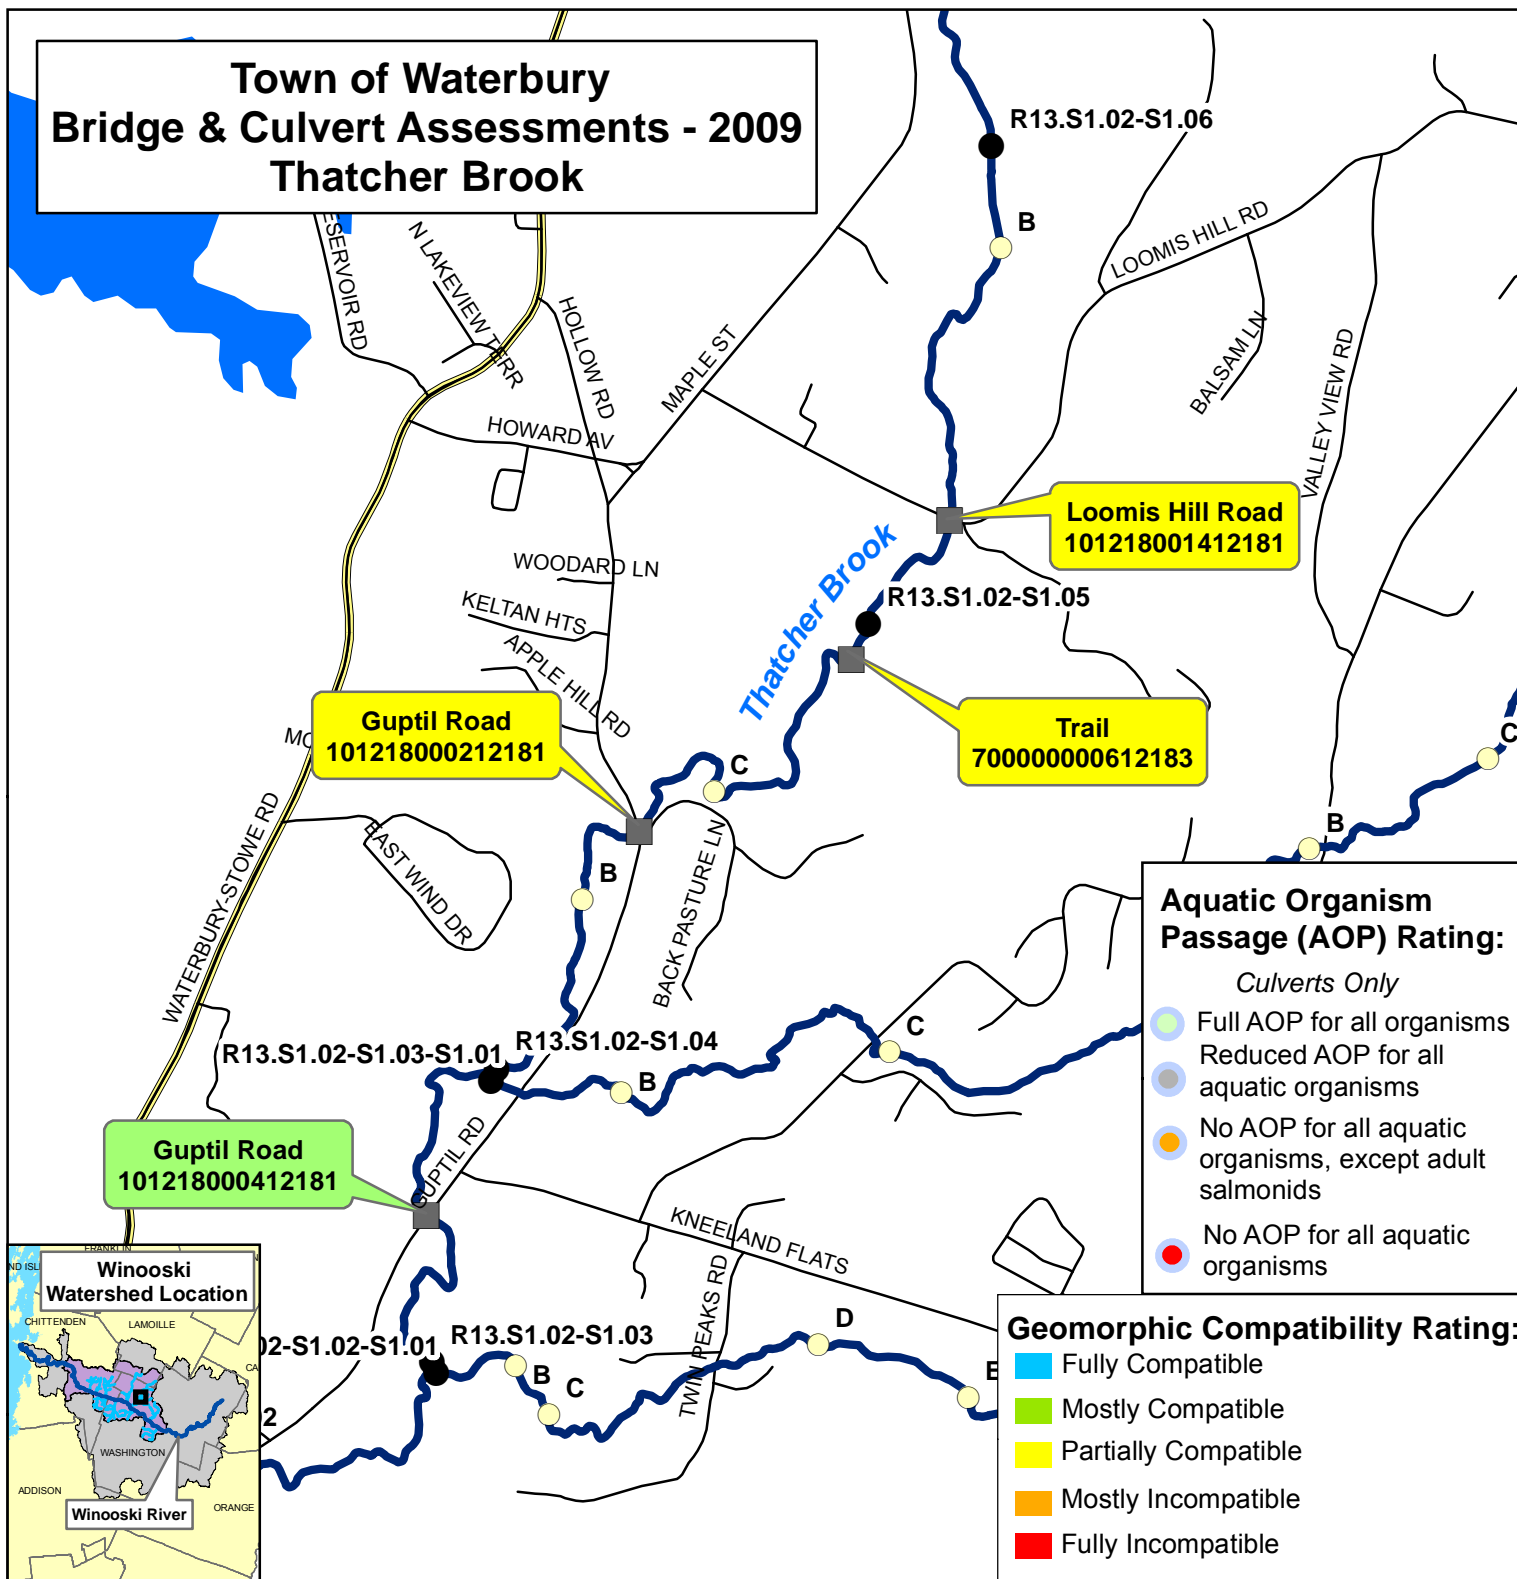 Town of Waterbury
Bridge & Culvert Assessments - 2009
Thatcher Brook
R13.S1.02-S1.06
B
LOOMIS HILL RD
ESERVOIR RD
N LAKEVIEW TERR
HOLLOW RD
MAPLE ST
BALSAM LN
VALLEY VIEW RD
HOWARD AV
Loomis Hill Road
101218001412181
WOODARD LN
Thatcher Brook
R13.S1.02-S1.05
KELTAN HTS
APPLE HILL RD
Guptil Road
101218000212181
Trail
700000000612183
C
C
B
WATERBURY-STOWE RD
EAST WIND DR
B
BACK PASTURE LN
R13.S1.02-S1.03-S1.01
R13.S1.02-S1.04
C
B
GUPTIL RD
Guptil Road
101218000412181
KNEELAND FLATS
TWIN PEAKS RD
D
02-S1.02-S1.01
R13.S1.02-S1.03
B
C
Aquatic Organism
Passage (AOP) Rating:
Culverts Only
Full AOP for all organisms
Reduced AOP for all
aquatic organisms
No AOP for all aquatic
organisms, except adult
salmonids
No AOP for all aquatic
organisms
Geomorphic Compatibility Rating:
Fully Compatible
Mostly Compatible
Partially Compatible
Mostly Incompatible
Fully Incompatible
Winooski
Watershed Location
CHITTENDEN
LAMOILLE
WASHINGTON
ADDISON
ORANGE
Winooski River